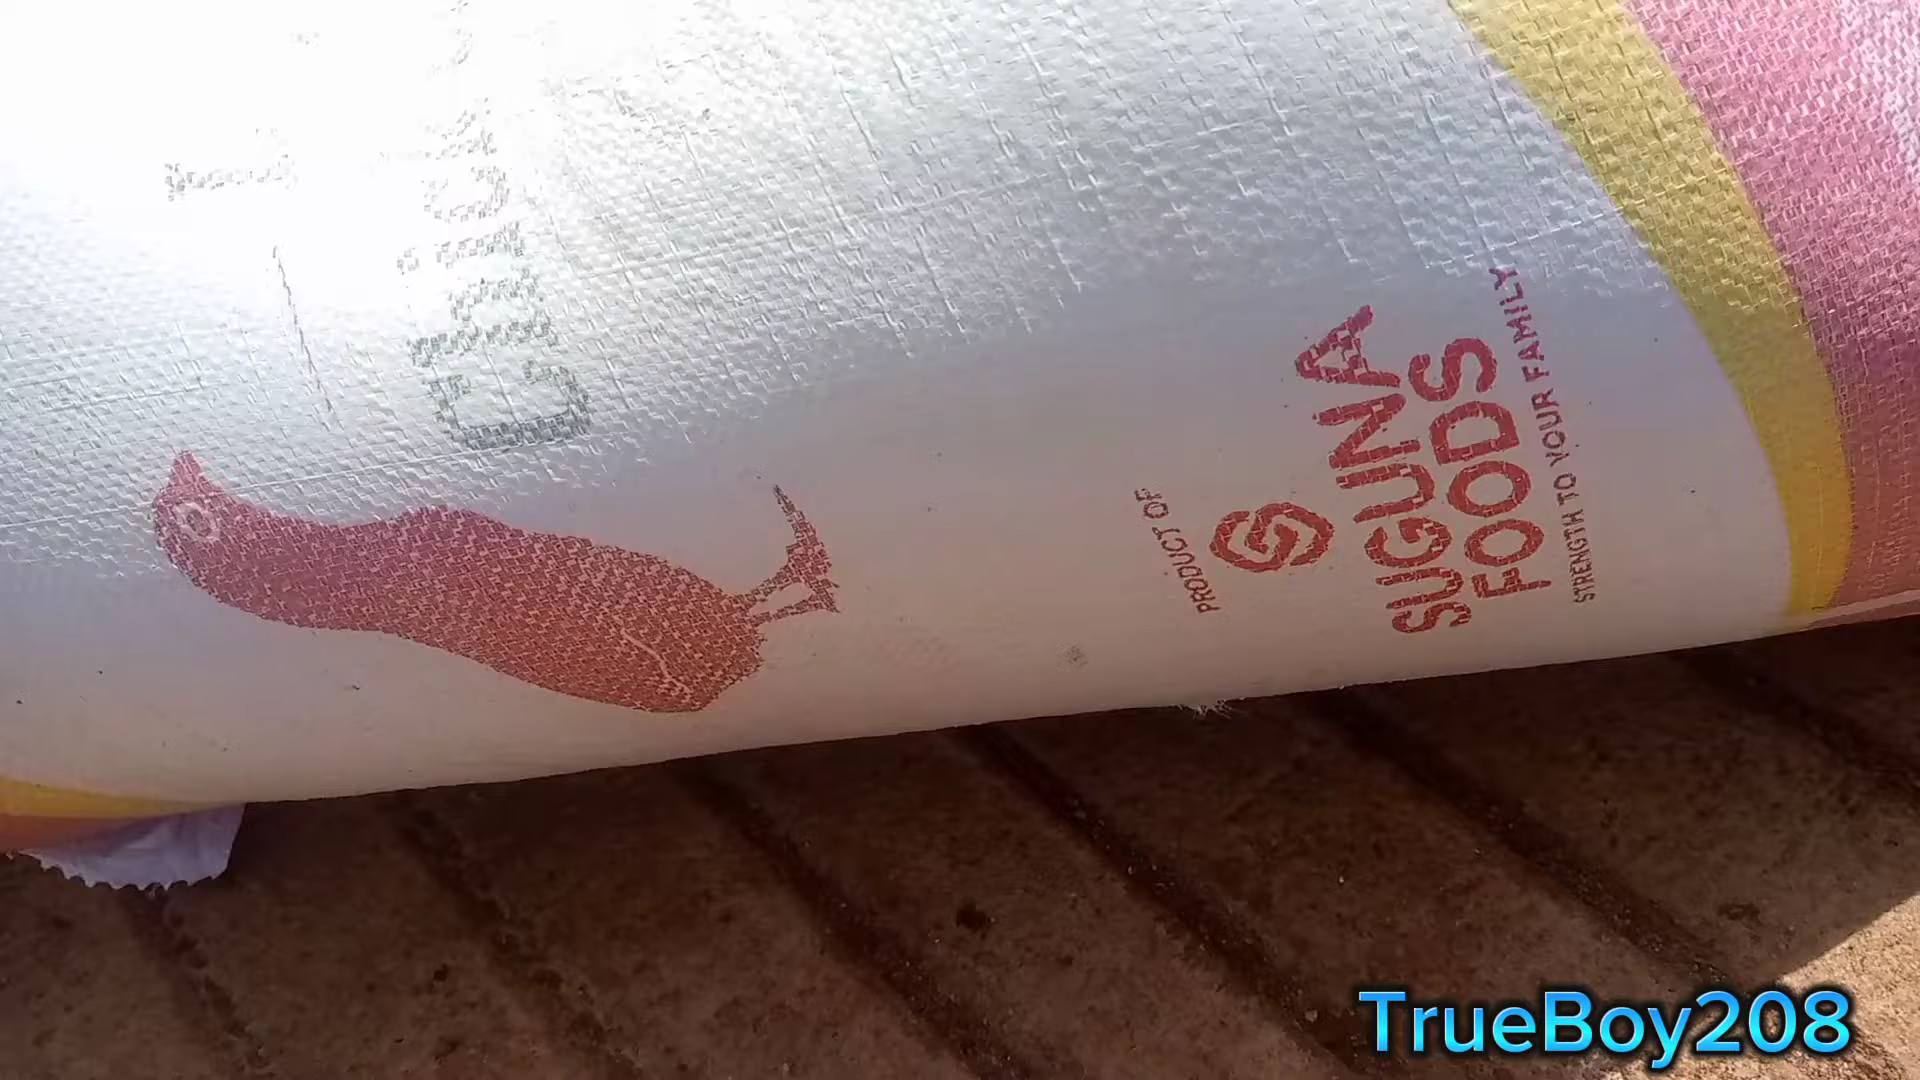 PRODUCT OF:
SUGUNA
FOODS
STRENGTH TO YOUR FAMILY
TrueBoy208